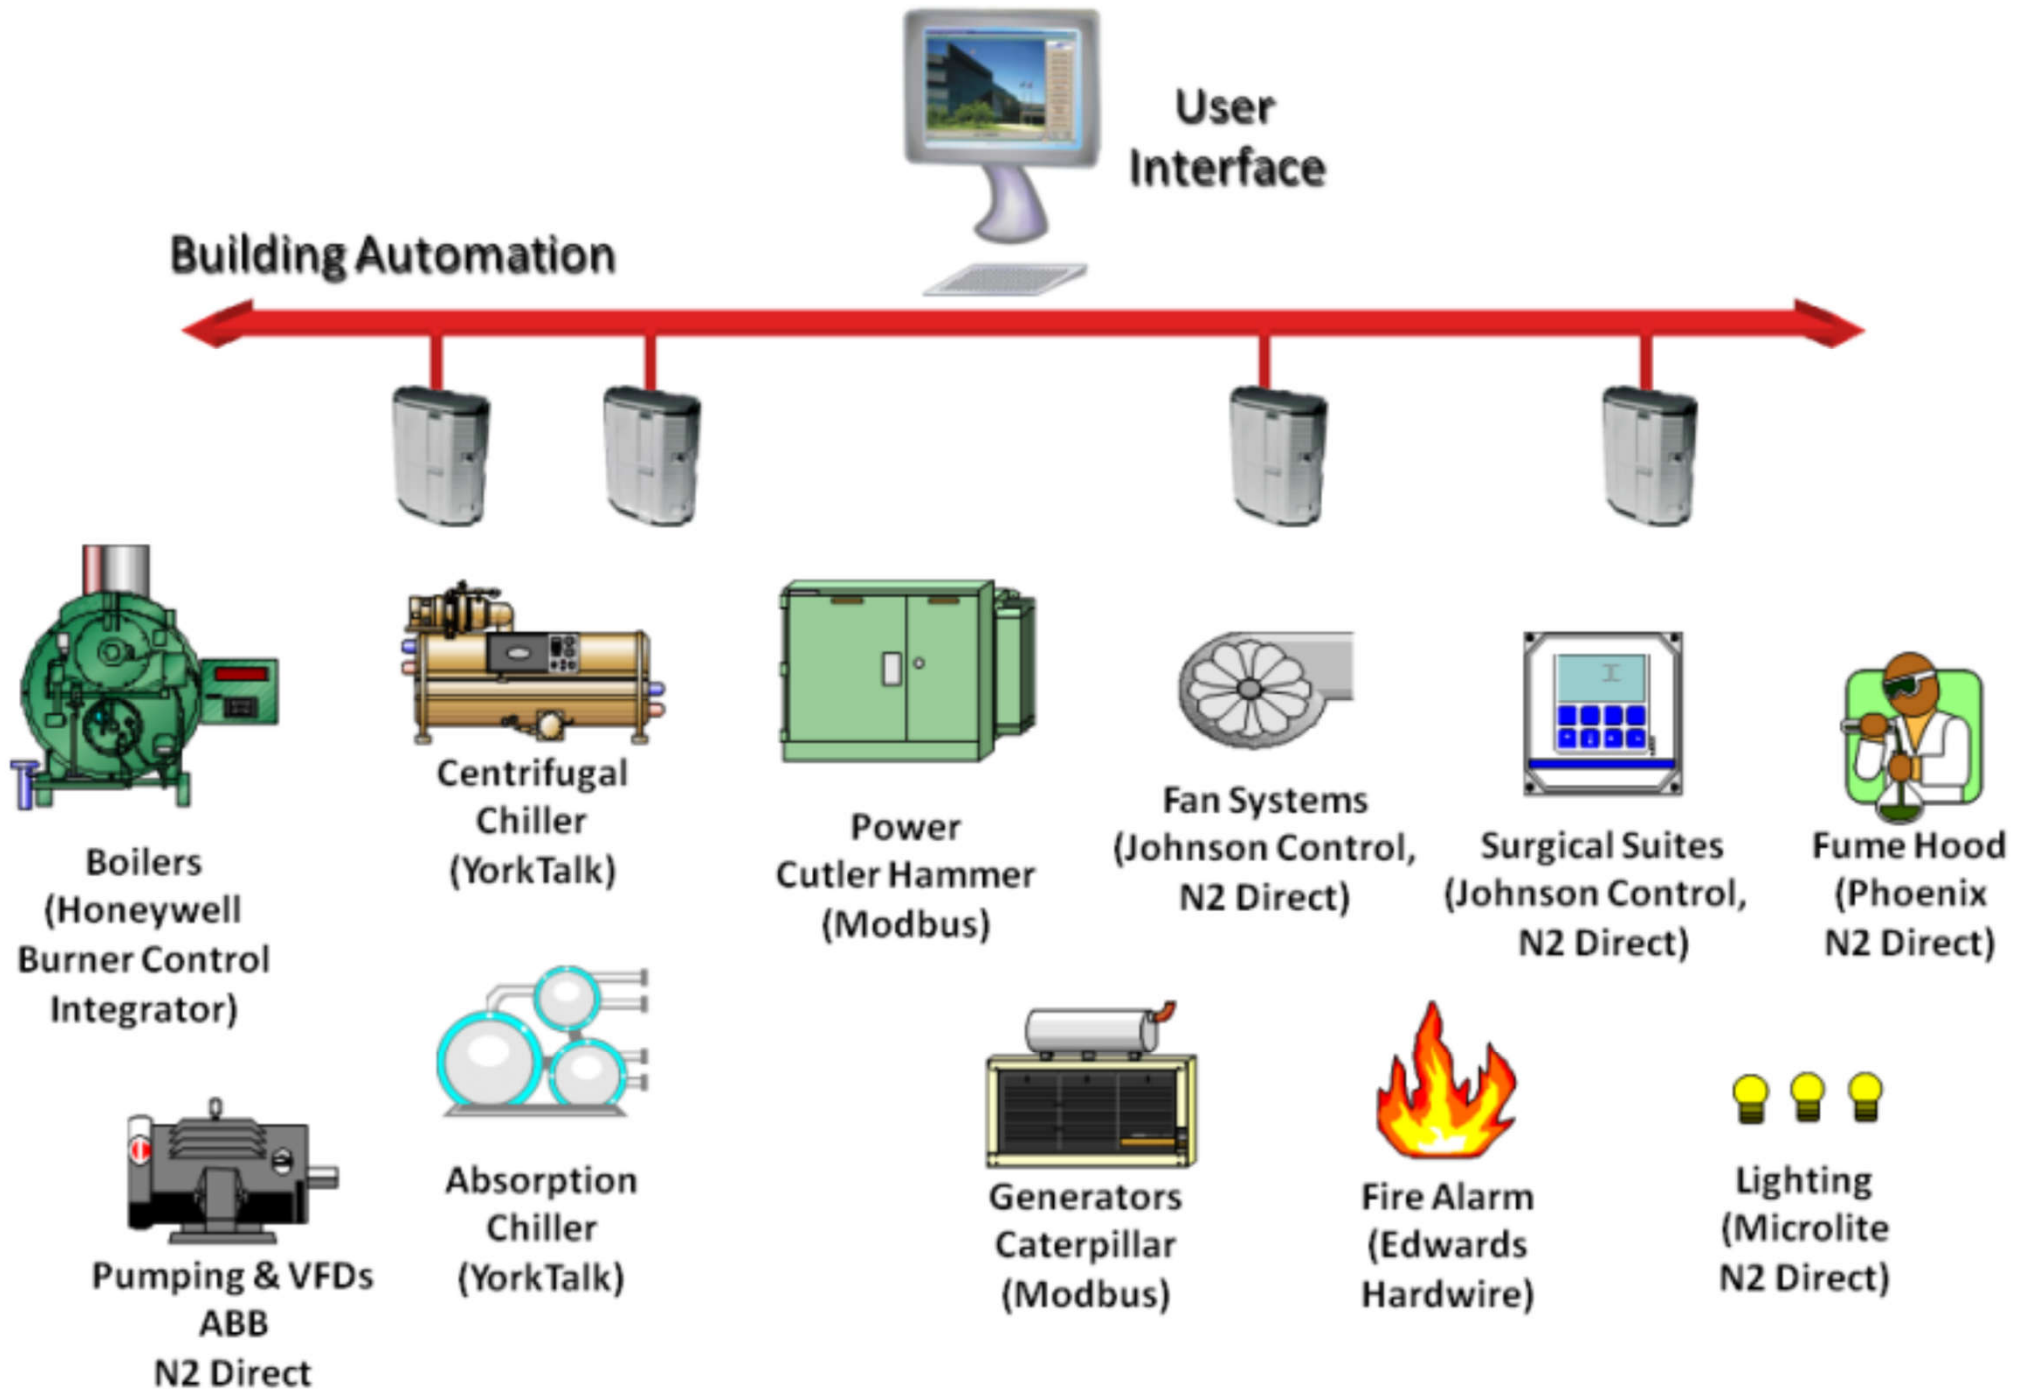 User
Interface
Building Automation
Centrifugal
Chiller
(YorkTalk)
Power
Cutler Hammer
(Modbus)
Fan Systems
(Johnson Control,
N2 Direct)
Surgical Suites
(Johnson Control,
N2 Direct)
Fume Hood
(Phoenix
N2 Direct)
Boilers
(Honeywell
Burner Control
Integrator)
Absorption
Chiller
(YorkTalk)
Generators
Caterpillar
(Modbus)
Fire Alarm
(Edwards
Hardwire)
Lighting
(Microlite
N2 Direct)
Pumping & VFDs
ABB
N2 Direct